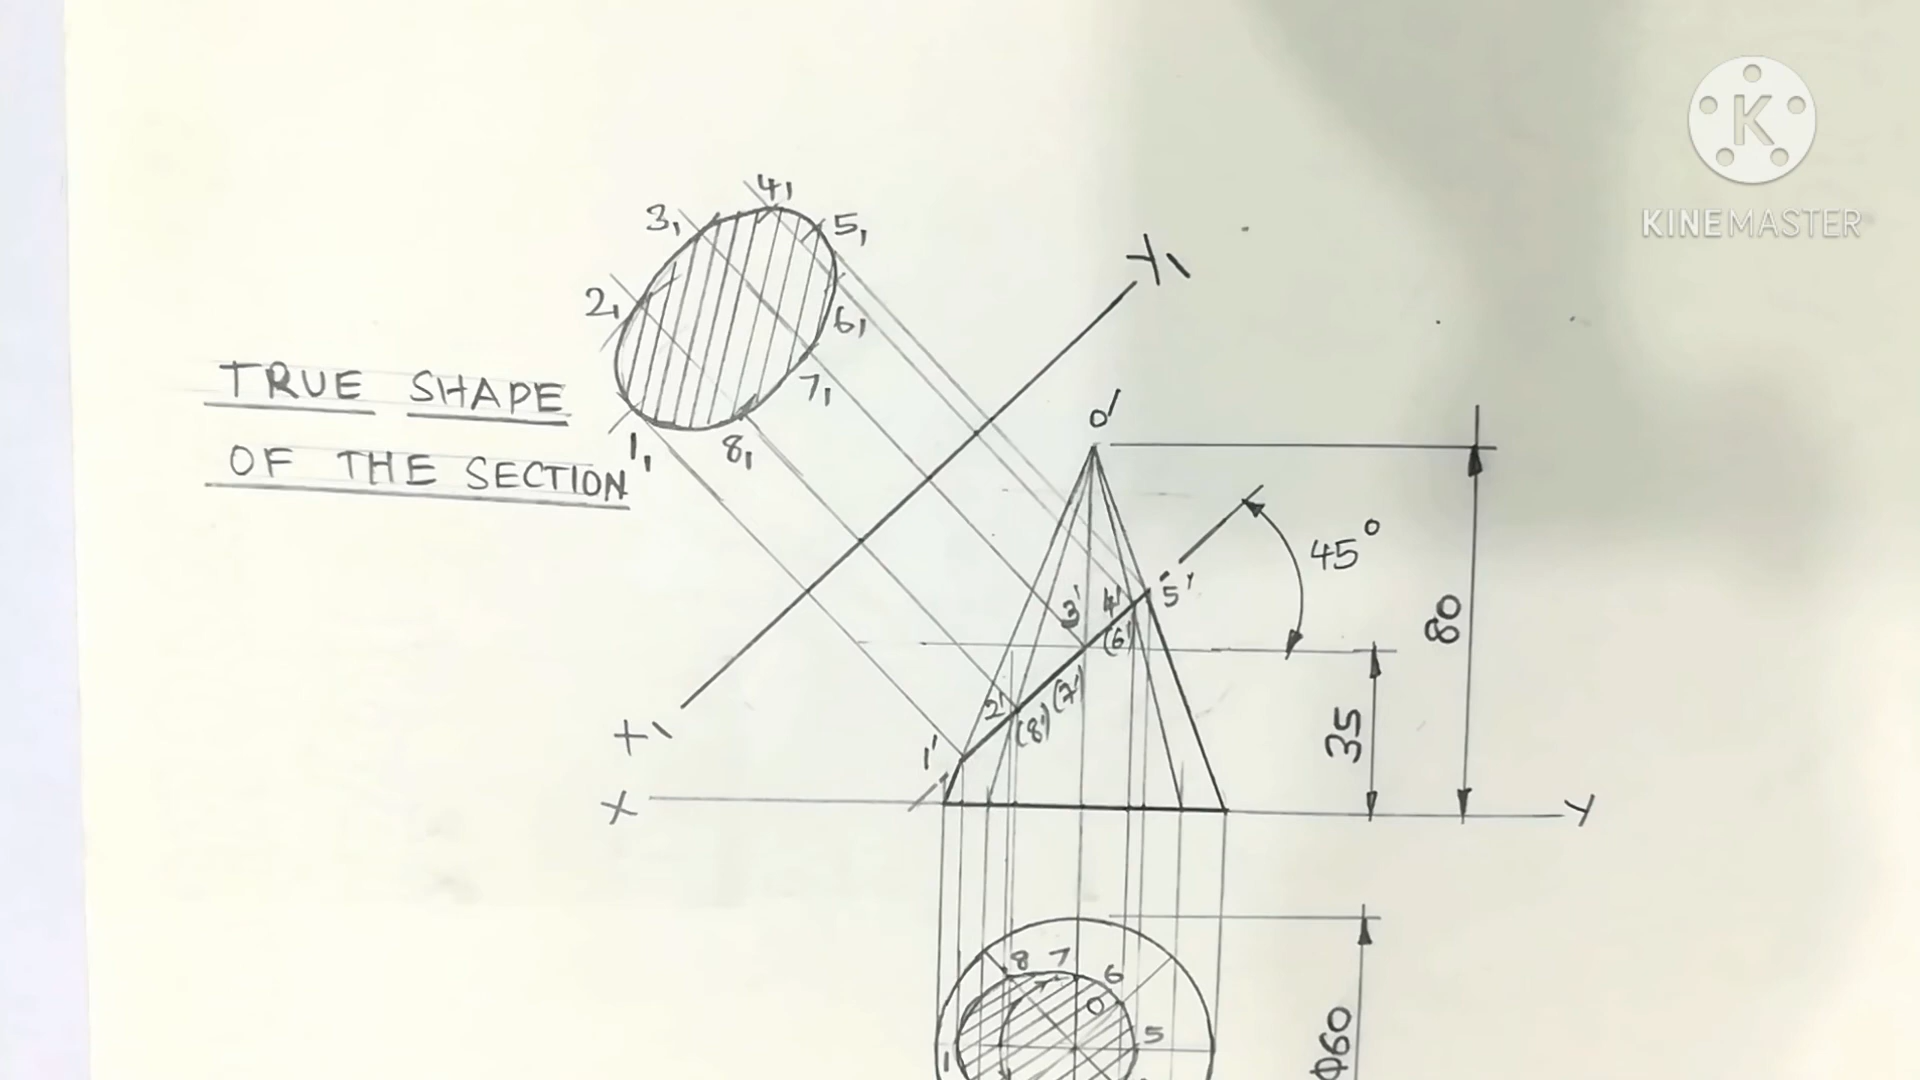 K
KINEMASTER
4₁
3₁
5₁
2₁
6₁
7₁
1₁
8₁
TRUE SHAPE
OF THE SECTION
Y₁
X₁
o'
45°
80
35
5'
4'
3'
(6')
(7')
2'
(8')
1'
X
Y
8 7 6
o
5
1
Φ60